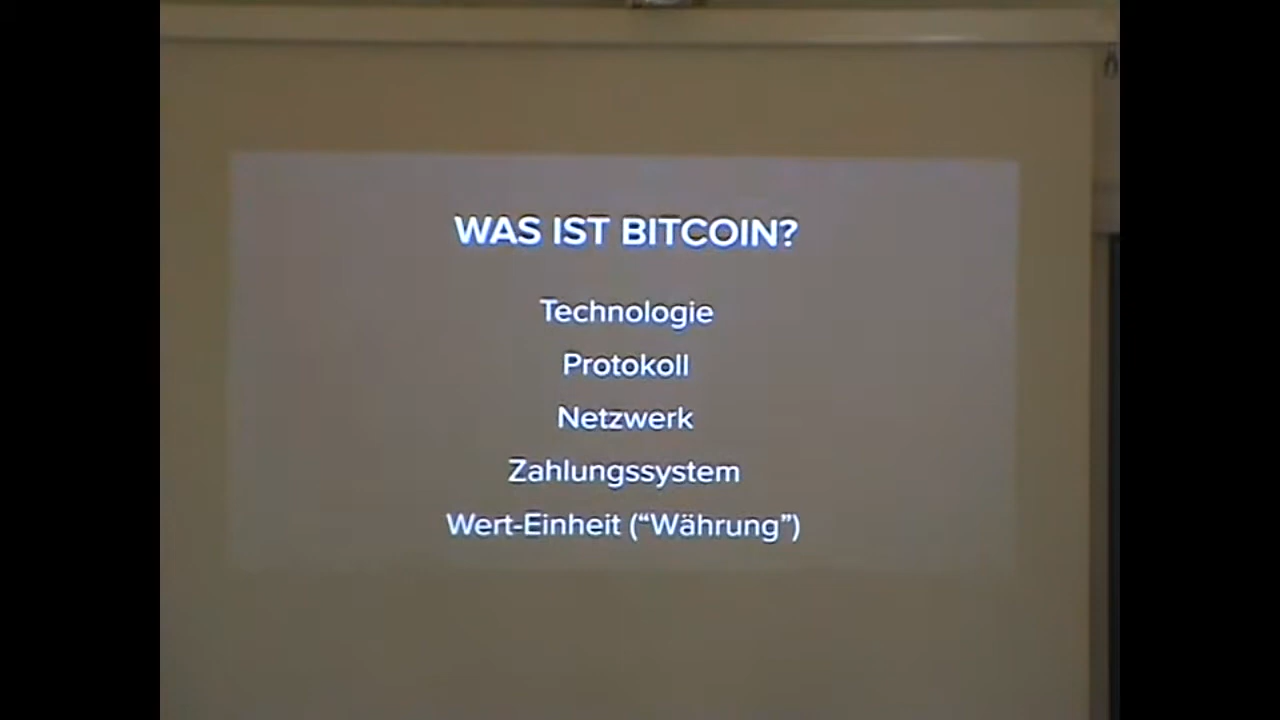 WAS IST BITCOIN?
Technologie
Protokoll
Netzwerk
Zahlungssystem
Wert-Einheit (“Währung”)